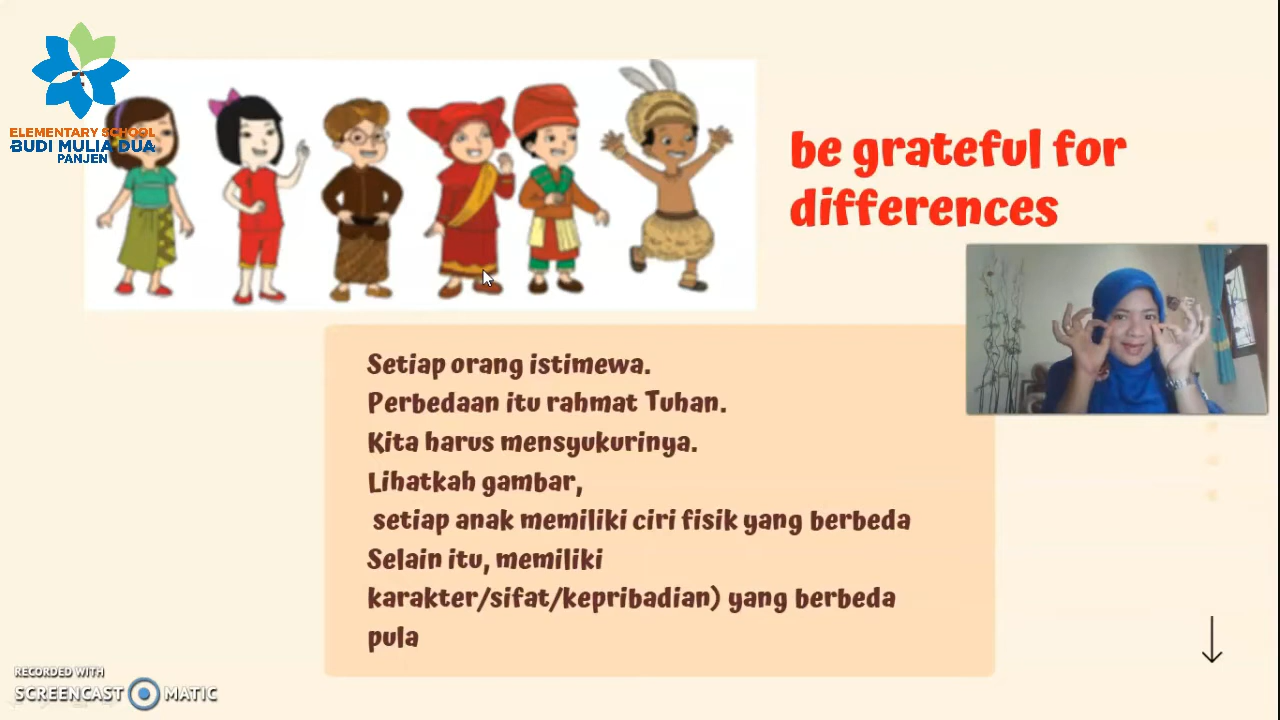 ELEMENTARY SCHOOL
BUDI MULIA DUA
PANJEN
be grateful for
differences
Setiap orang istimewa.
Perbedaan itu rahmat Tuhan.
Kita harus mensyukurinya.
Lihatkah gambar,
setiap anak memiliki ciri fisik yang berbeda
Selain itu, memiliki
karakter/sifat/kepribadian) yang berbeda
pula
RECORDED WITH
SCREENCAST MATIC